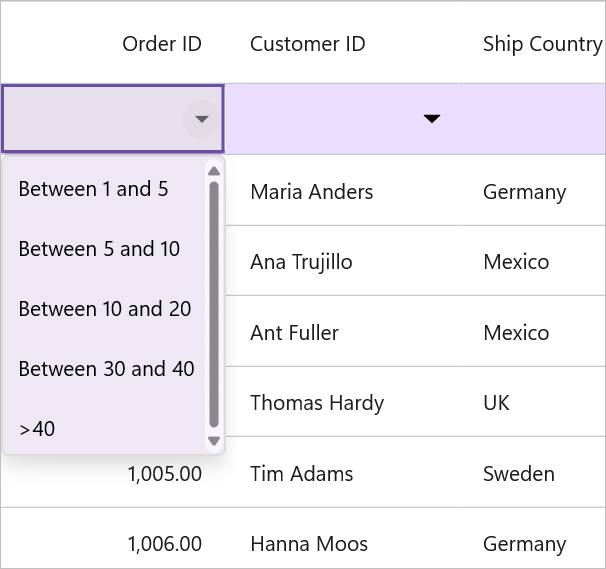 Order ID Customer ID Ship Country
Between 1 and 5 Maria Anders Germany
Between 5 and 10 Ana Trujillo Mexico
Between 10 and 20 Ant Fuller Mexico
Between 30 and 40 Thomas Hardy UK
>40
1,005.00 Tim Adams Sweden
1,006.00 Hanna Moos Germany